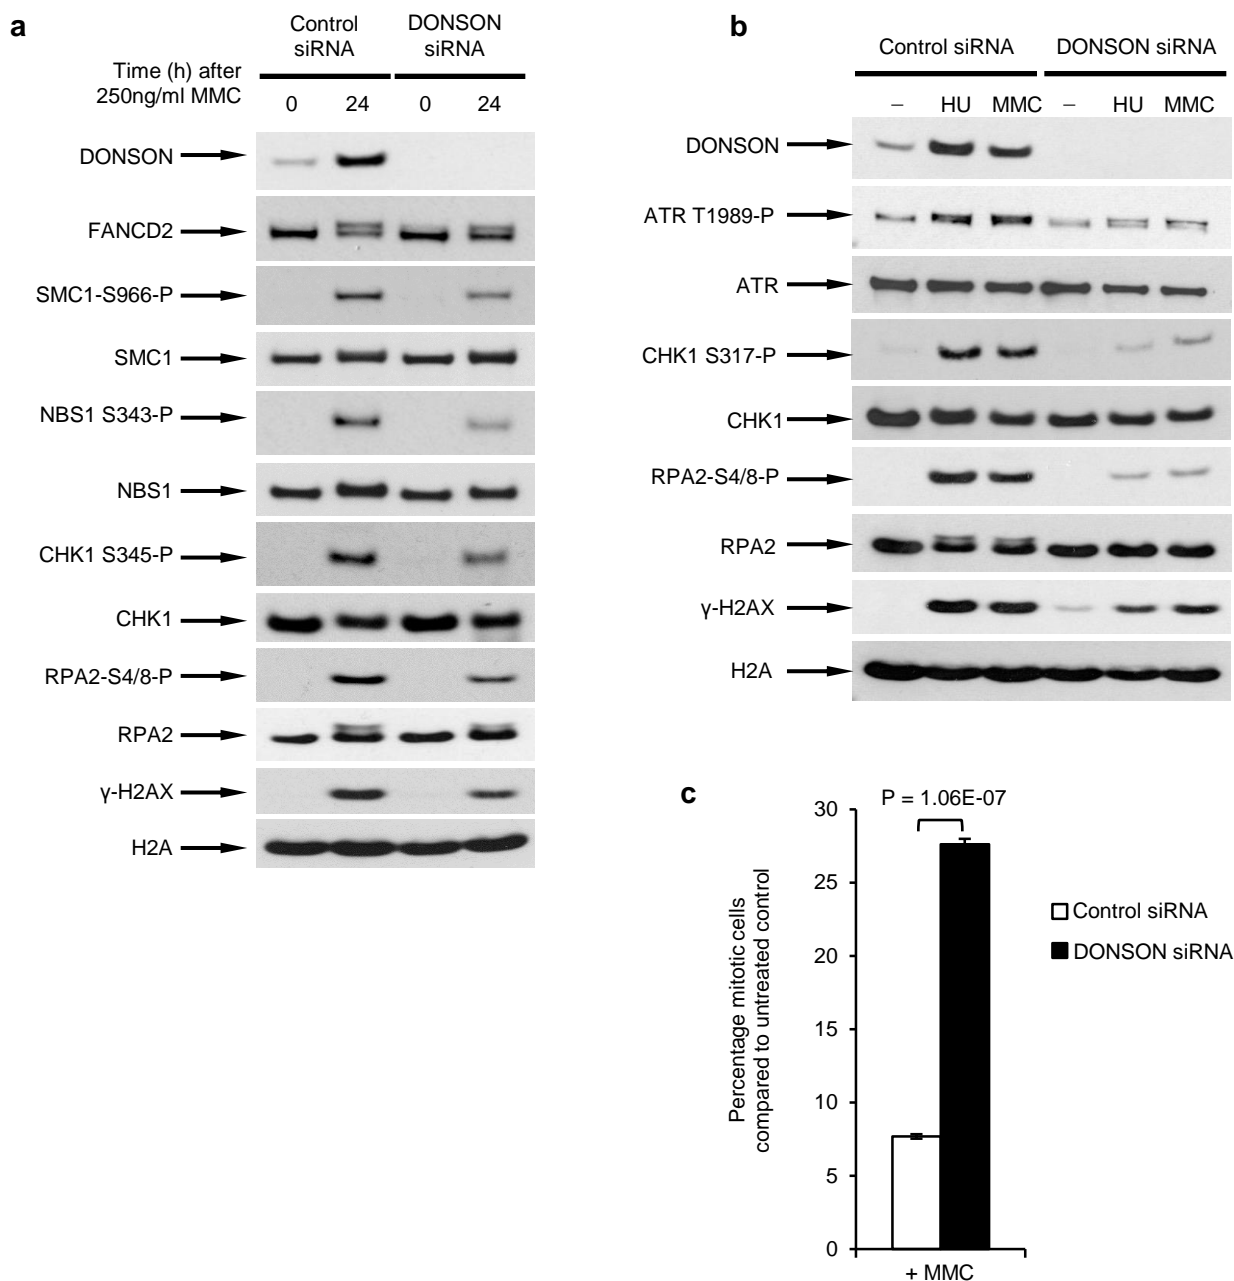 a
Control
siRNA
DONSON
siRNA
Time (h) after
250ng/ml MMC
0 24 0 24
DONSON
FANCD2
SMC1-S966-P
SMC1
NBS1 S343-P
NBS1
CHK1 S345-P
CHK1
RPA2-S4/8-P
RPA2
γ-H2AX
H2A
b
Control siRNA DONSON siRNA
– HU MMC – HU MMC
DONSON
ATR T1989-P
ATR
CHK1 S317-P
CHK1
RPA2-S4/8-P
RPA2
γ-H2AX
H2A
c
P = 1.06E-07
Percentage mitotic cells
compared to untreated control
30
25
20
15
10
5
0
+ MMC
Control siRNA
DONSON siRNA